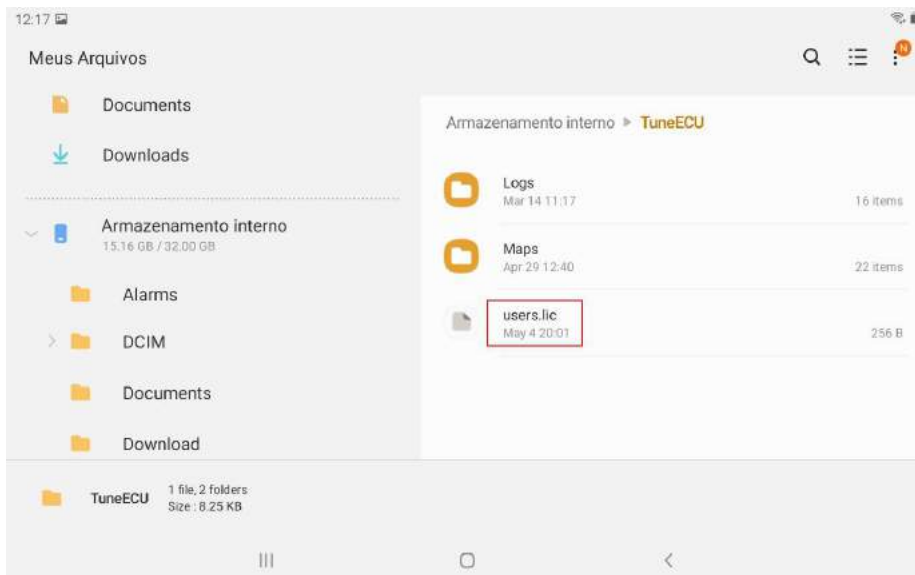 12:17
Meus Arquivos
N
Documents
Downloads
Armazenamento interno
15.16 GB / 32.00 GB
Alarms
DCIM
Documents
Download
Armazenamento interno TuneECU
Logs
Mar 14 11:17
16 items
Maps
Apr 29 12:40
22 items
users.lic
May 4 20:01
256 B
TuneECU
1 file, 2 folders
Size : 8.25 KB